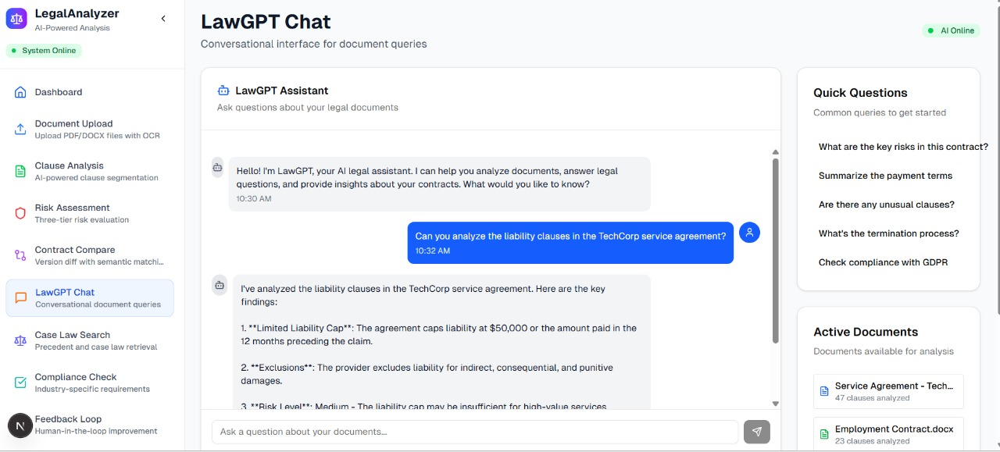 LegalAnalyzer
AI-Powered Analysis
System Online
Dashboard
Document Upload
Upload PDF/DOCX files with OCR
Clause Analysis
AI-powered clause segmentation
Risk Assessment
Three-tier risk evaluation
Contract Compare
Version diff with semantic matchi...
LawGPT Chat
Conversational document queries
Case Law Search
Precedent and case law retrieval
Compliance Check
Industry-specific requirements
N
Feedback Loop
Human-in-the-loop improvement
LawGPT Chat
Conversational interface for document queries
AI Online
LawGPT Assistant
Ask questions about your legal documents
Hello! I'm LawGPT, your AI legal assistant. I can help you analyze documents, answer legal
questions, and provide insights about your contracts. What would you like to know?
10:30 AM
Can you analyze the liability clauses in the TechCorp service agreement?
10:32 AM
I've analyzed the liability clauses in the TechCorp service agreement. Here are the key
findings:
1. **Limited Liability Cap**: The agreement caps liability at $50,000 or the amount paid in the
12 months preceding the claim.
2. **Exclusions**: The provider excludes liability for indirect, consequential, and punitive
damages.
3. **Risk Level**: Medium - The liability cap may be insufficient for high-value services
Ask a question about your documents...
Quick Questions
Common queries to get started
What are the key risks in this contract?
Summarize the payment terms
Are there any unusual clauses?
What's the termination process?
Check compliance with GDPR
Active Documents
Documents available for analysis
Service Agreement - Tech...
47 clauses analyzed
Employment Contract.docx
23 clauses analyzed